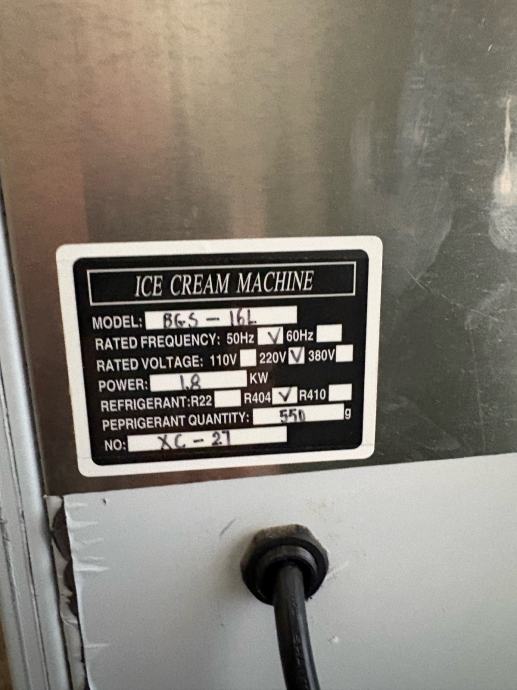 ICE CREAM MACHINE
MODEL: BGS - 16L
RATED FREQUENCY: 50Hz ✓ 60Hz
RATED VOLTAGE: 110V 220V ✓ 380V
POWER: 1.8 KW
REFRIGERANT:R22 R404 ✓ R410
PEPRIGERANT QUANTITY: 550 g
NO: XC - 27